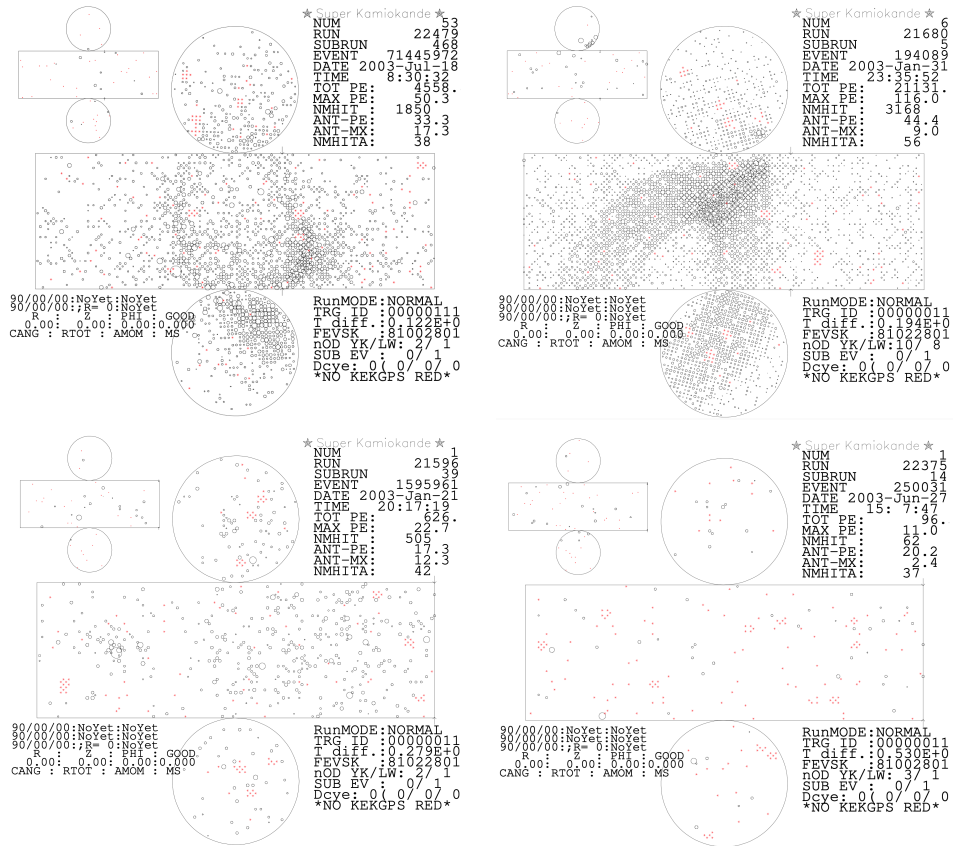 ★ Super Kamiokande ★
NUM 53
RUN 22479
SUBRUN 468
EVENT 71445972
DATE 2003-Jul-18
TIME 8:30:32
TOT PE: 4558.
MAX PE: 50.3
NMHIT : 1850
ANT-PE: 33.3
ANT-MX: 17.3
NMHITA: 38
90/00/00:NoYet:NoYet
90/00/00:;R= 0:NoYet
R : Z : PHI : GOOD
0.00: 0.00: 0.00:0.000
CANG : RTOT : AMOM : MS
RunMODE:NORMAL
TRG ID :00000111
T diff.:0.122E+0
FEVSK :81002801
nOD YK/LW: 2/ 1
SUB EV : 0/ 1
Dcye: 0( 0/ 0/ 0
*NO KEKGPS RED*
★ Super Kamiokande ★
NUM 6
RUN 21680
SUBRUN 5
EVENT 194089
DATE 2003-Jan-31
TIME 23:35:52
TOT PE: 21131.
MAX PE: 116.0
NMHIT : 3168
ANT-PE: 44.4
ANT-MX: 9.0
NMHITA: 56
90/00/00:NoYet:NoYet
90/00/00:NoYet:NoYet
90/00/00:;R= 0:NoYet
R : Z : PHI : GOOD
0.00: 0.00: 0.00:0.000
CANG : RTOT : AMOM : MS
RunMODE:NORMAL
TRG ID :00000011
T diff.:0.194E+0
FEVSK :81022801
nOD YK/LW:10/ 8
SUB EV : 0/ 1
Dcye: 0( 0/ 0/ 0
*NO KEKGPS RED*
★ Super Kamiokande ★
NUM 1
RUN 21596
SUBRUN 39
EVENT 1595961
DATE 2003-Jan-21
TIME 20:17:19
TOT PE: 626.
MAX PE: 22.7
NMHIT : 505
ANT-PE: 17.3
ANT-MX: 12.3
NMHITA: 42
90/00/00:NoYet:NoYet
90/00/00:NoYet:NoYet
90/00/00:;R= 0:NoYet
R : Z : PHI : GOOD
0.00: 0.00: 0.00:0.000
CANG : RTOT : AMOM : MS
RunMODE:NORMAL
TRG ID :00000011
T diff.:0.279E+0
FEVSK :81022801
nOD YK/LW: 2/ 1
SUB EV : 0/ 1
Dcye: 0( 0/ 0/ 0
*NO KEKGPS RED*
★ Super Kamiokande ★
NUM 1
RUN 22375
SUBRUN 14
EVENT 250031
DATE 2003-Jun-27
TIME 15: 7:47
TOT PE: 96.
MAX PE: 11.0
NMHIT 62
ANT-PE: 20.2
ANT-MX: 2.4
NMHITA: 37
90/00/00:NoYet:NoYet
90/00/00:NoYet:NoYet
90/00/00:;R= 0:NoYet
R : Z : PHI : GOOD
0.00: 0.00: 0.00:0.000
CANG : RTOT : AMOM : MS
RunMODE:NORMAL
TRG ID :00000011
T diff.:0.530E+0
FEVSK :81002801
nOD YK/LW: 3/ 1
SUB EV : 0/ 1
Dcye: 0( 0/ 0/ 0
*NO KEKGPS RED*